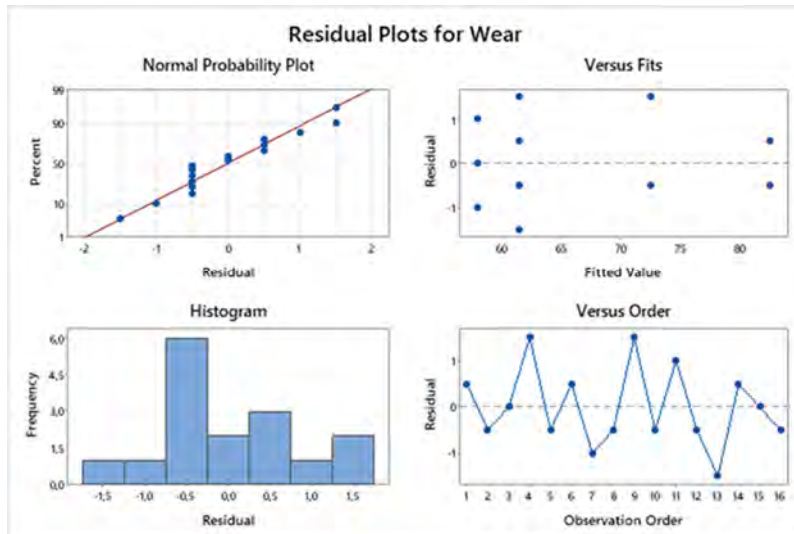 Residual Plots for Wear
Normal Probability Plot
99
90
50
10
1
Percent
-2 -1 0 1 2
Residual
Versus Fits
1
0
-1
Residual
60 65 70 75 80
Fitted Value
Histogram
6,0
4,5
3,0
1,5
0,0
Frequency
-1,5 -1,0 -0,5 0,0 0,5 1,0 1,5
Residual
Versus Order
1
0
-1
Residual
1 2 3 4 5 6 7 8 9 10 11 12 13 14 15 16
Observation Order